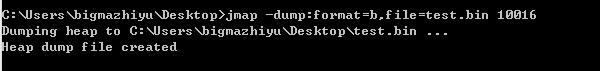 C:\Users\bigmazhiyu\Desktop>jmap -dump:format=b,file=test.bin 10016
Dumping heap to C:\Users\bigmazhiyu\Desktop\test.bin ...
Heap dump file created